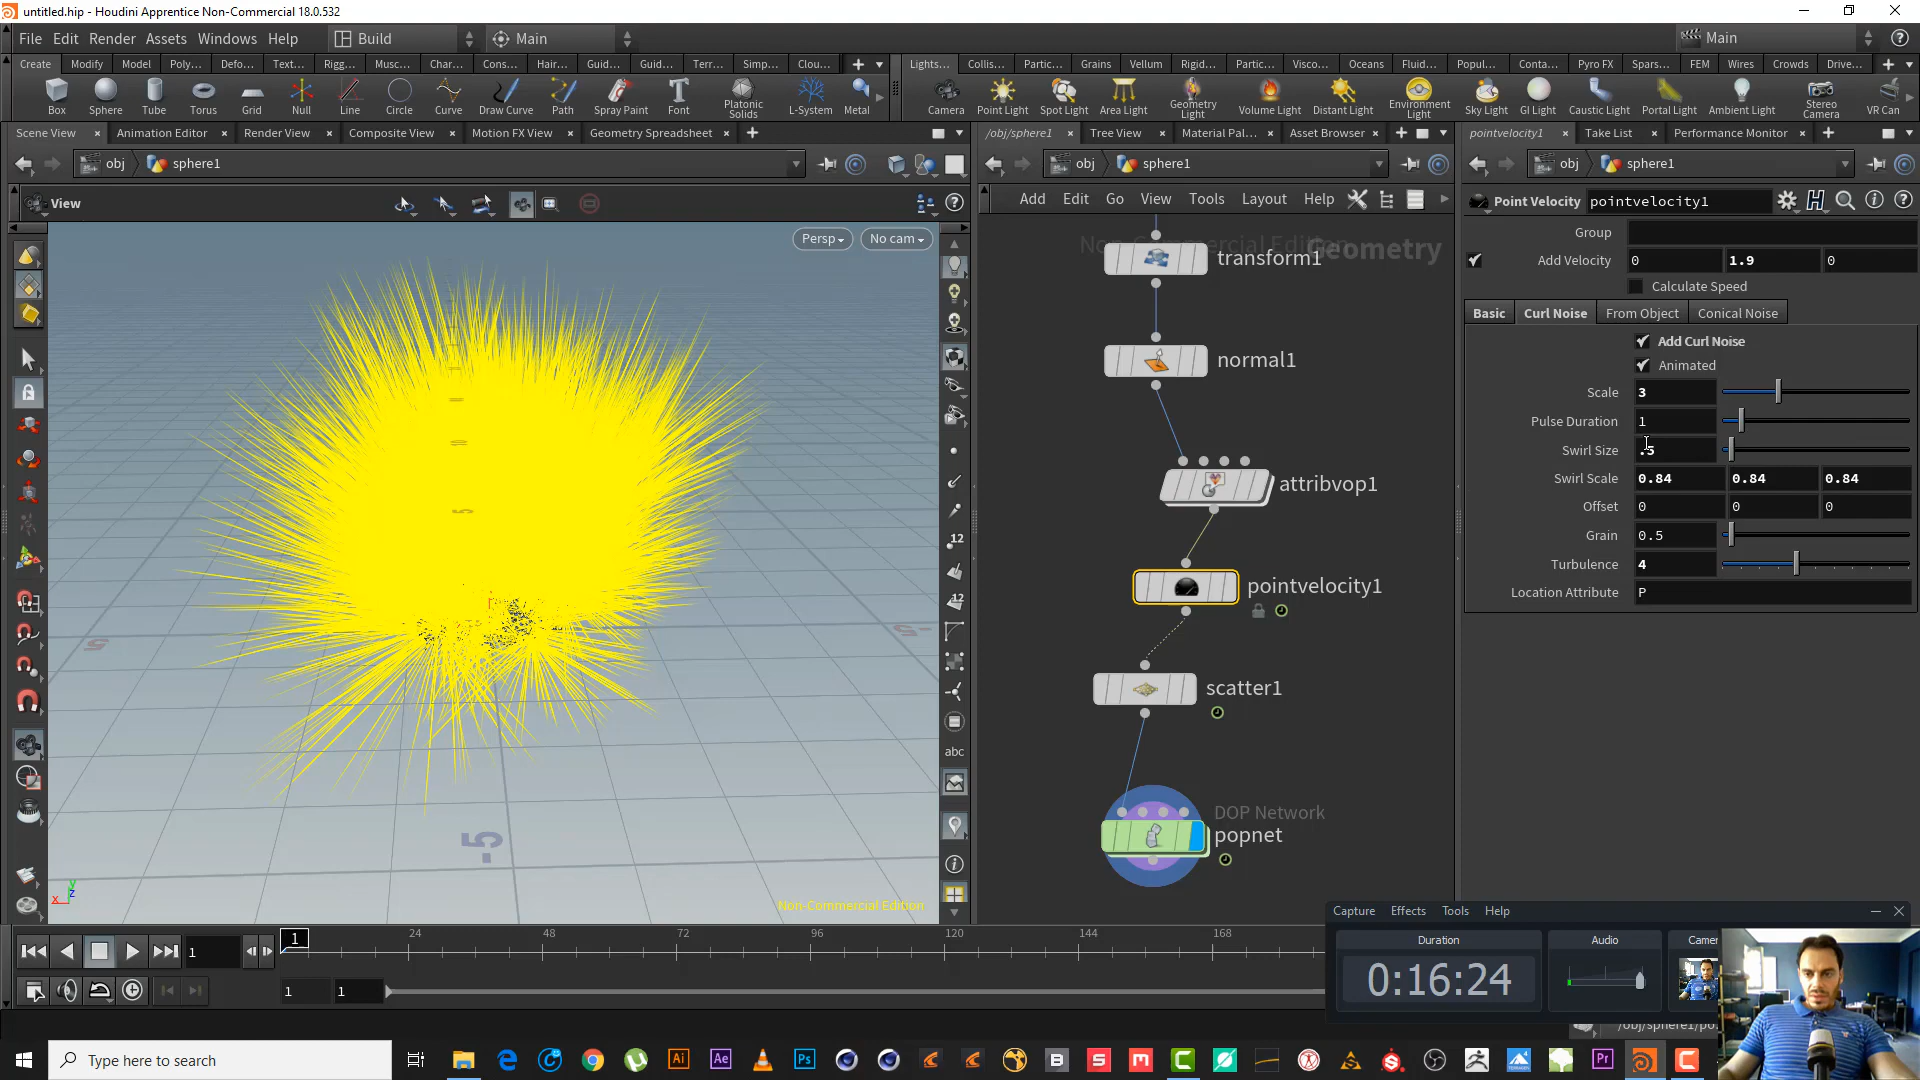 untitled.hip - Houdini Apprentice Non-Commercial 18.0.532
File Edit Render Assets Windows Help Build Main Main
Create Modify Model Poly... Defo... Text... Rigg... Musc... Char... Cons... Hair... Guid... Guid... Terr... Simp... Clou...
Lights... Collis... Partic... Grains Vellum Rigid... Partic... Visco... Oceans Fluid... Popul... Conta... Pyro FX Spars... FEM Wires Crowds Drive...
Box Sphere Tube Torus Grid Null Line Circle Curve Draw Curve Path Spray Paint Font Platonic Solids L-System Metal
Camera Point Light Spot Light Area Light Geometry Light Volume Light Distant Light Environment Light Sky Light GI Light Caustic Light Portal Light Ambient Light Stereo Camera VR Can
Scene View Animation Editor Render View Composite View Motion FX View Geometry Spreadsheet
/obj/sphere1 Tree View Material Pal... Asset Browser
pointvelocity1 Take List Performance Monitor
obj sphere1
obj sphere1
obj sphere1
View
Add Edit Go View Tools Layout Help
Point Velocity pointvelocity1
Persp No cam
Group
Add Velocity 0 1.9 0
Calculate Speed
Basic Curl Noise From Object Conical Noise
Add Curl Noise
Animated
Scale 3
Pulse Duration 1
Swirl Size .5
Swirl Scale 0.84 0.84 0.84
Offset 0 0 0
Grain 0.5
Turbulence 4
Location Attribute P
Geometry
transform1
normal1
attribvop1
pointvelocity1
scatter1
DOP Network
popnet
12
12
abc
5
-5
-5
x y z
Non-Commercial Edition
1 1 24 48 72 96 120 144 168
1 1
Capture Effects Tools Help
Duration Audio
0:16:24
Type here to search